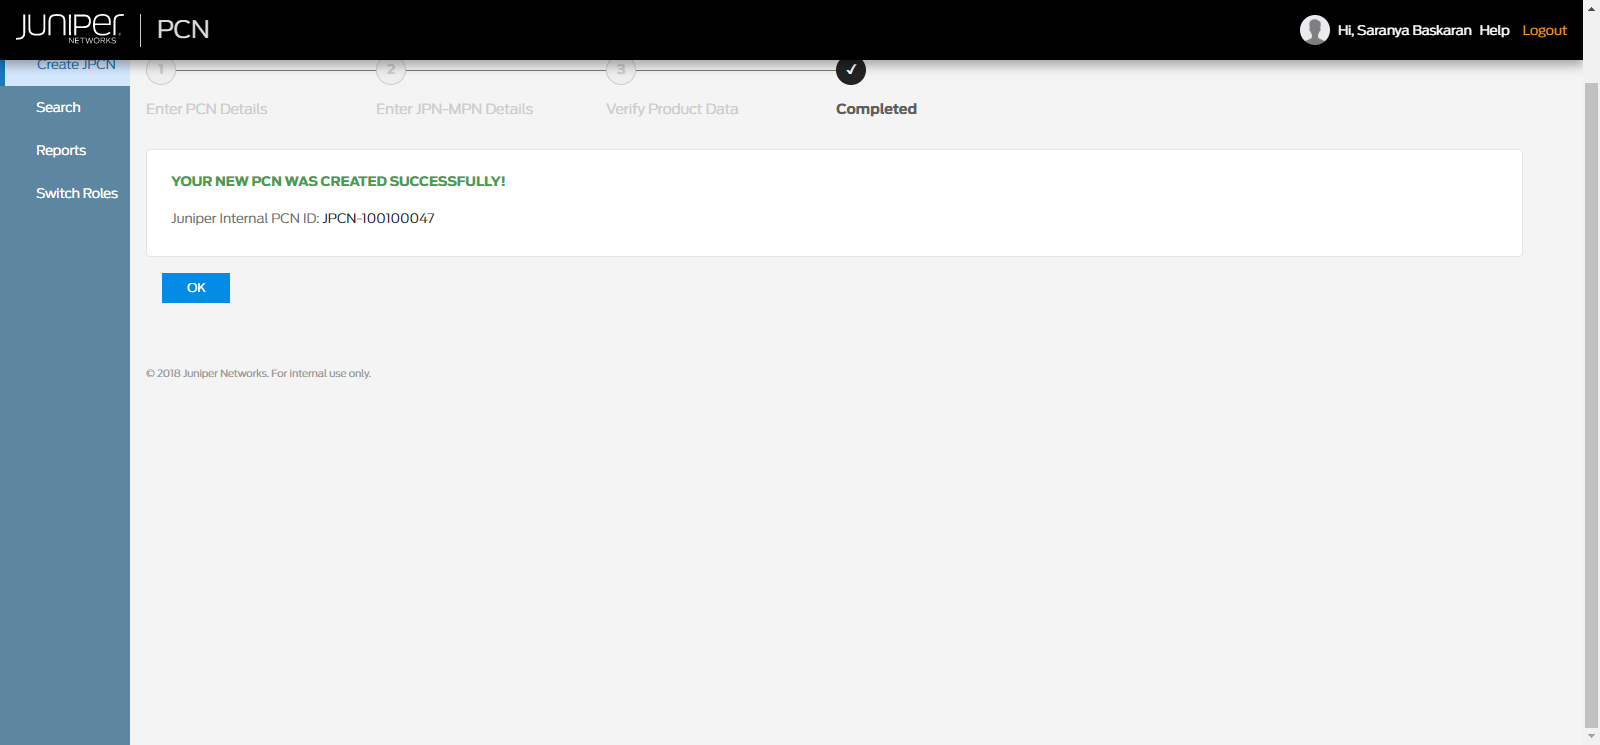 JUNIPER
NETWORKS
PCN
Hi, Saranya Baskaran Help Logout
Create JPCN
Search
Reports
Switch Roles
1 2 3
Enter PCN Details Enter JPN-MPN Details Verify Product Data Completed
YOUR NEW PCN WAS CREATED SUCCESSFULLY!
Juniper Internal PCN ID: JPCN-100100047
OK
© 2018 Juniper Networks. For internal use only.